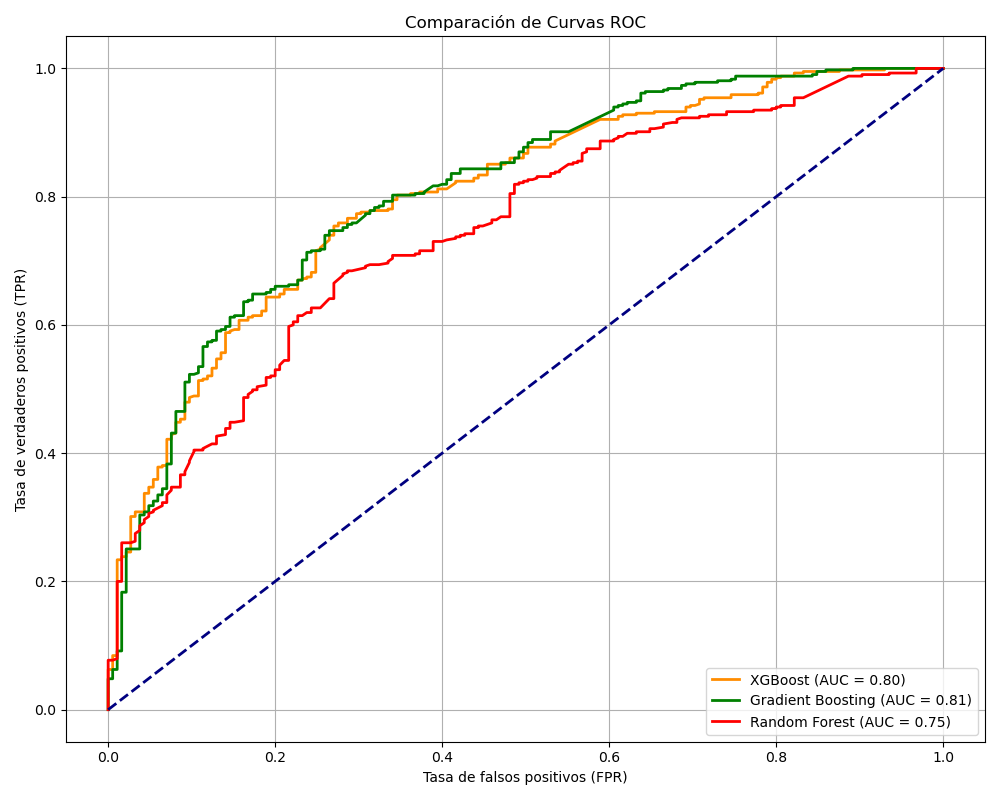 Comparación de Curvas ROC
Tasa de verdaderos positivos (TPR)
1.0
0.8
0.6
0.4
0.2
0.0
0.0 0.2 0.4 0.6 0.8 1.0
Tasa de falsos positivos (FPR)
XGBoost (AUC = 0.80)
Gradient Boosting (AUC = 0.81)
Random Forest (AUC = 0.75)